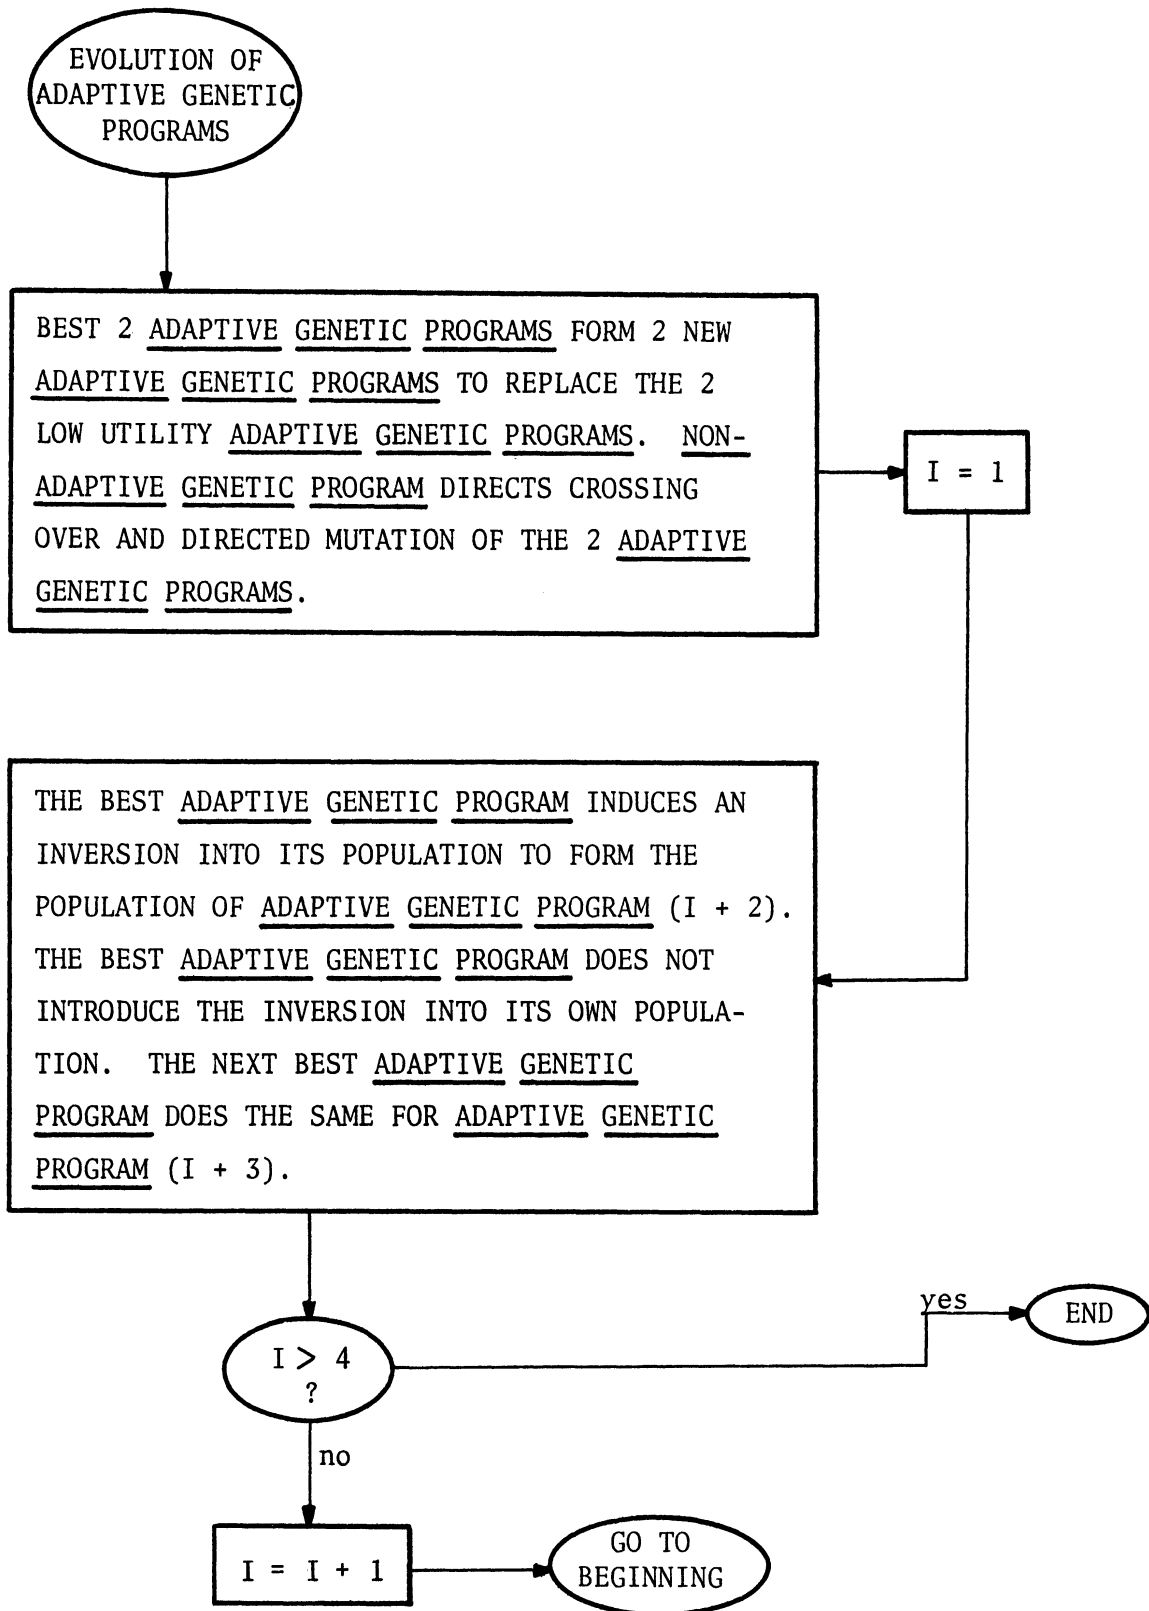 EVOLUTION OF
ADAPTIVE GENETIC
PROGRAMS
BEST 2 ADAPTIVE GENETIC PROGRAMS FORM 2 NEW
ADAPTIVE GENETIC PROGRAMS TO REPLACE THE 2
LOW UTILITY ADAPTIVE GENETIC PROGRAMS. NON-
ADAPTIVE GENETIC PROGRAM DIRECTS CROSSING
OVER AND DIRECTED MUTATION OF THE 2 ADAPTIVE
GENETIC PROGRAMS.
I = 1
THE BEST ADAPTIVE GENETIC PROGRAM INDUCES AN
INVERSION INTO ITS POPULATION TO FORM THE
POPULATION OF ADAPTIVE GENETIC PROGRAM (I + 2).
THE BEST ADAPTIVE GENETIC PROGRAM DOES NOT
INTRODUCE THE INVERSION INTO ITS OWN POPULA-
TION. THE NEXT BEST ADAPTIVE GENETIC
PROGRAM DOES THE SAME FOR ADAPTIVE GENETIC
PROGRAM (I + 3).
I > 4
?
yes
END
no
I = I + 1
GO TO
BEGINNING